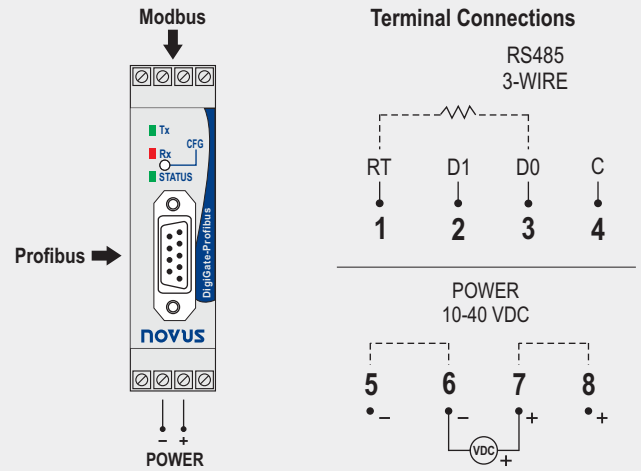 Modbus
Tx
Rx
CFG
STATUS
Profibus
DigiGate-Profibus
novus
– +
POWER
Terminal Connections
RS485
3-WIRE
RT D1 D0 C
1 2 3 4
POWER
10-40 VDC
5 6 7 8
– – + +
VDC +